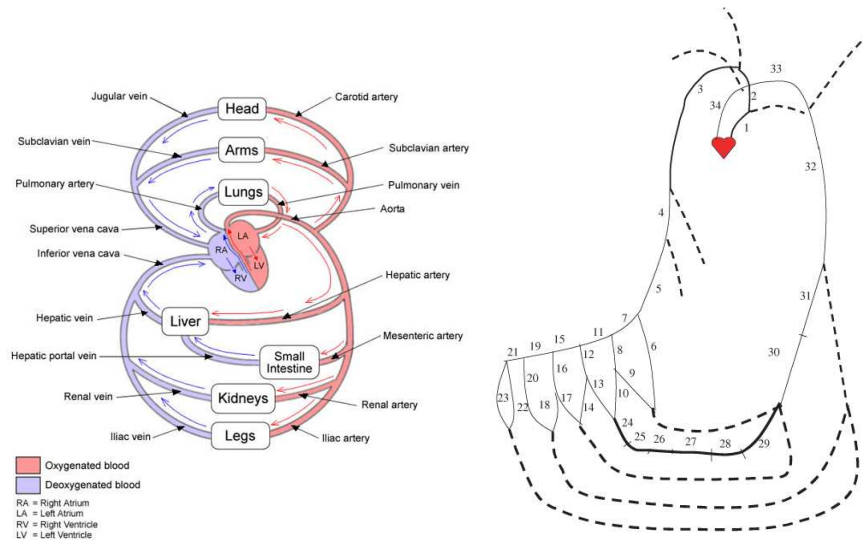 Jugular vein
Head
Carotid artery
Subclavian vein
Arms
Subclavian artery
Pulmonary artery
Lungs
Pulmonary vein
Aorta
Superior vena cava
LA
RA
Inferior vena cava
LV
RV
Hepatic artery
Hepatic vein
Liver
Mesenteric artery
Hepatic portal vein
Small
Intestine
Renal vein
Kidneys
Renal artery
Iliac vein
Legs
Iliac artery
Oxygenated blood
Deoxygenated blood
RA = Right Atrium
LA = Left Atrium
RV = Right Ventricle
LV = Left Ventricle
33
3
2
34
1
32
4
5
31
7
11
15
19
21
12
8
6
30
16
20
9
13
10
23
22
18
17
14
24
25
26
27
28
29